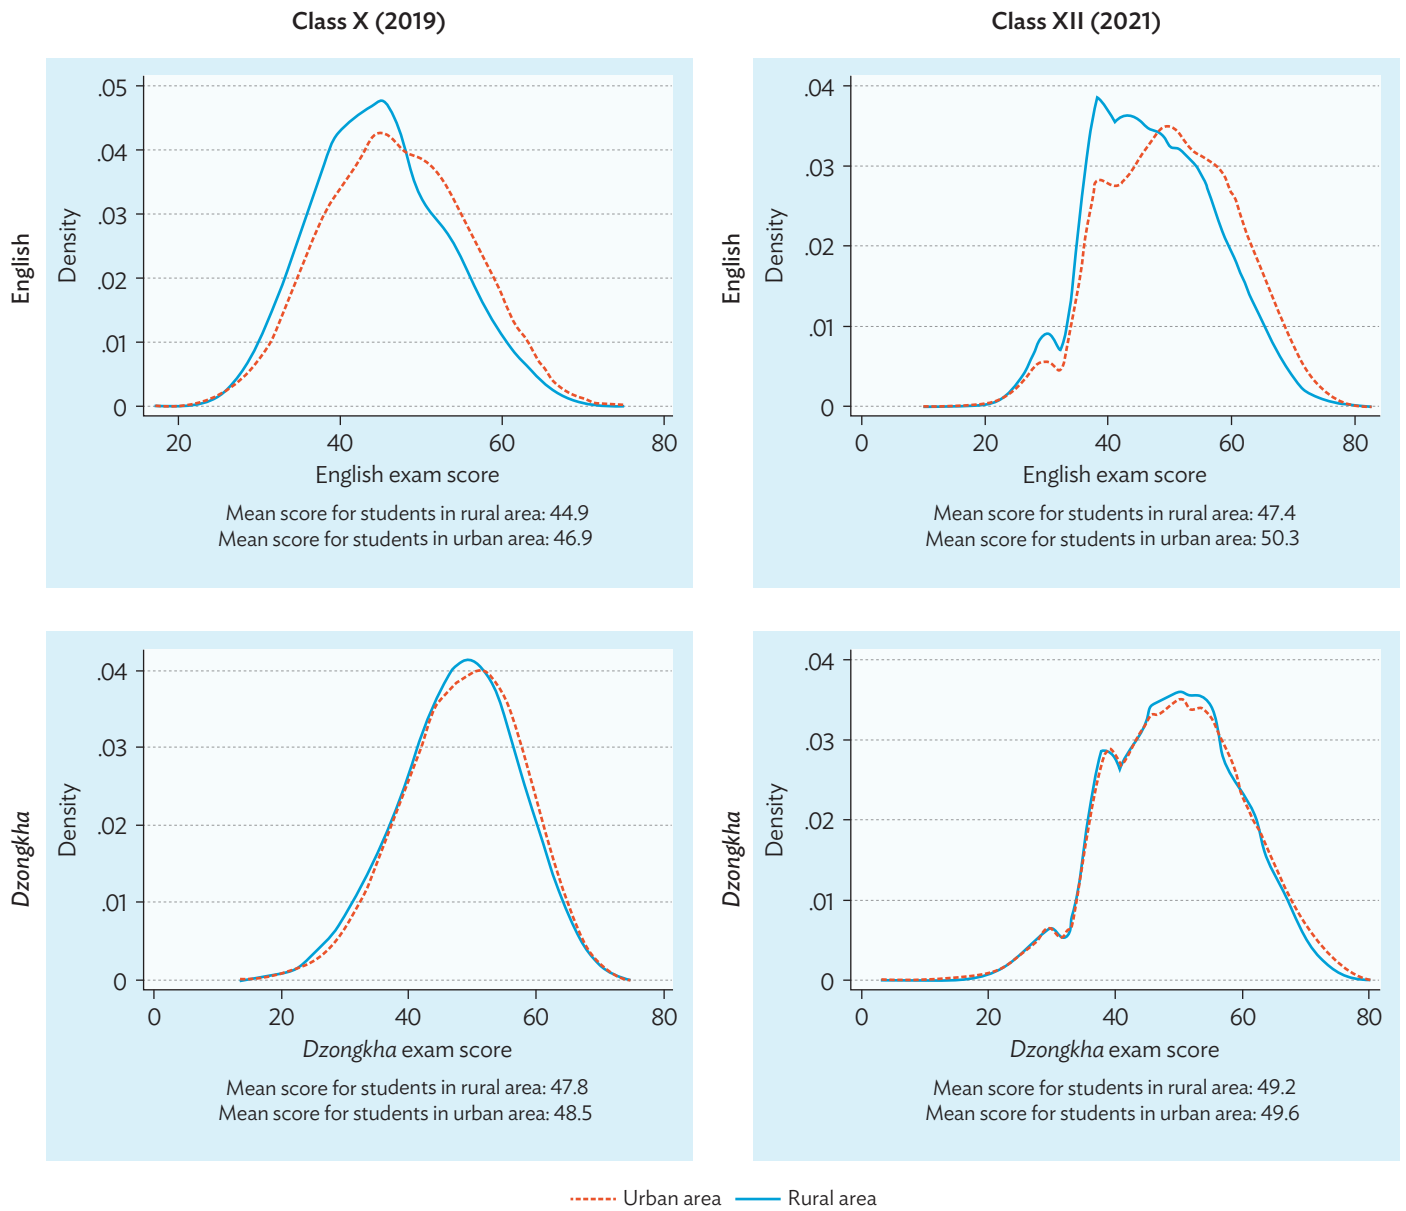 Class X (2019)
Class XII (2021)
English
Density
.05
.04
.03
.02
.01
0
20
40
60
80
English exam score
Mean score for students in rural area: 44.9
Mean score for students in urban area: 46.9
English
Density
.04
.03
.02
.01
0
0
20
40
60
80
English exam score
Mean score for students in rural area: 47.4
Mean score for students in urban area: 50.3
Dzongkha
Density
.04
.03
.02
.01
0
0
20
40
60
80
Dzongkha exam score
Mean score for students in rural area: 47.8
Mean score for students in urban area: 48.5
Dzongkha
Density
.04
.03
.02
.01
0
0
20
40
60
80
Dzongkha exam score
Mean score for students in rural area: 49.2
Mean score for students in urban area: 49.6
Urban area
Rural area